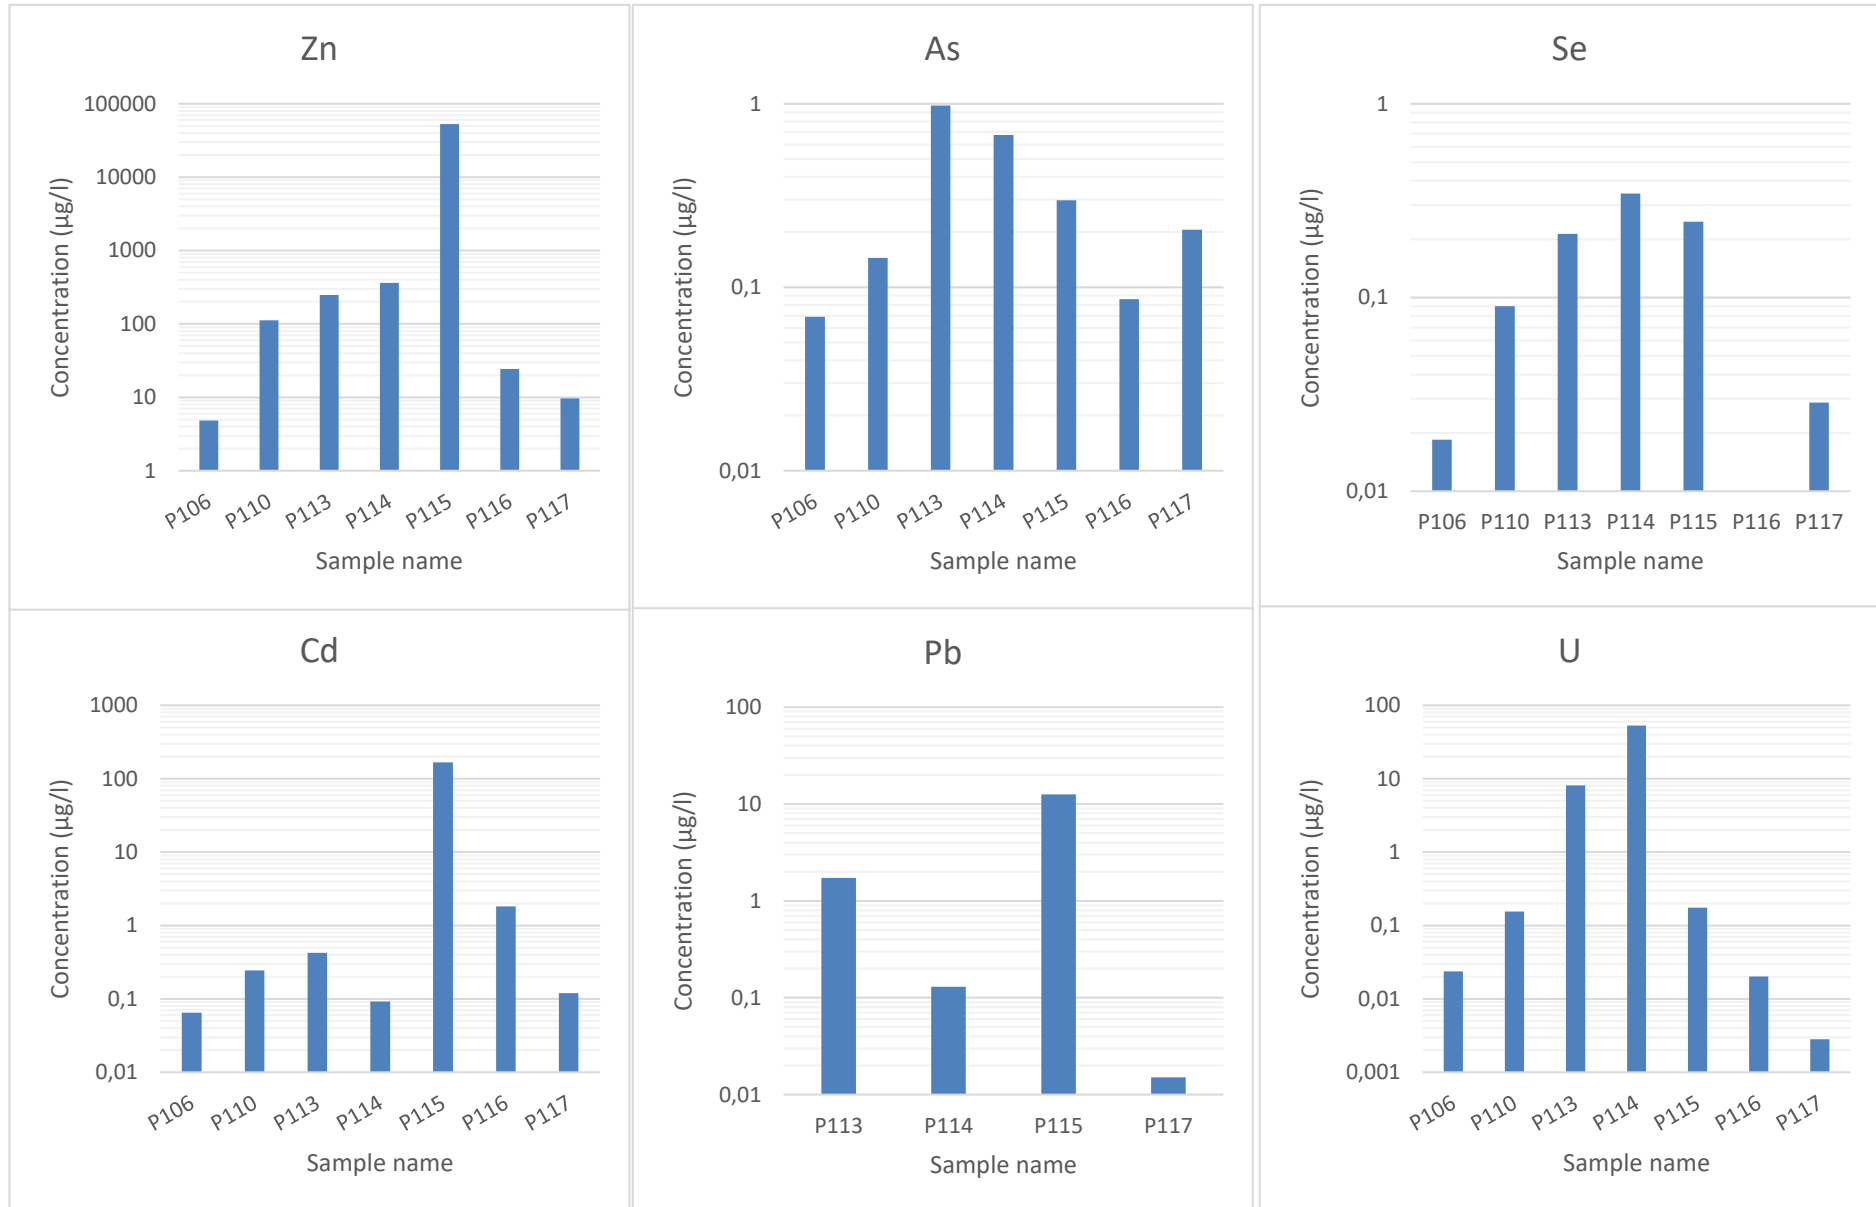 Zn
Concentration (µg/l)
100000
10000
1000
100
10
1
P106 P110 P113 P114 P115 P116 P117
Sample name
As
Concentration (µg/l)
1
0,1
0,01
P106 P110 P113 P114 P115 P116 P117
Sample name
Se
Concentration (µg/l)
1
0,1
0,01
P106 P110 P113 P114 P115 P116 P117
Sample name
Cd
Concentration (µg/l)
1000
100
10
1
0,1
0,01
P106 P110 P113 P114 P115 P116 P117
Sample name
Pb
Concentration (µg/l)
100
10
1
0,1
0,01
P113 P114 P115 P117
Sample name
U
Concentration (µg/l)
100
10
1
0,1
0,01
0,001
P106 P110 P113 P114 P115 P116 P117
Sample name